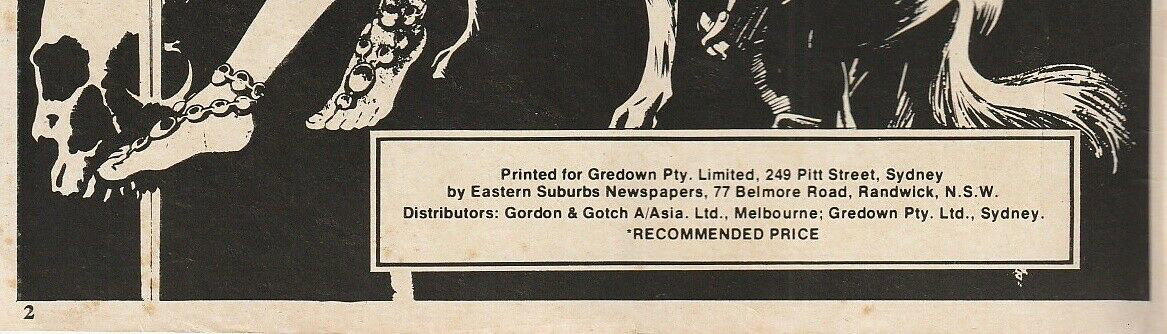 Printed for Gredown Pty. Limited, 249 Pitt Street, Sydney
by Eastern Suburbs Newspapers, 77 Belmore Road, Randwick, N.S.W.
Distributors: Gordon & Gotch A/Asia. Ltd., Melbourne; Gredown Pty. Ltd., Sydney.
*RECOMMENDED PRICE
2